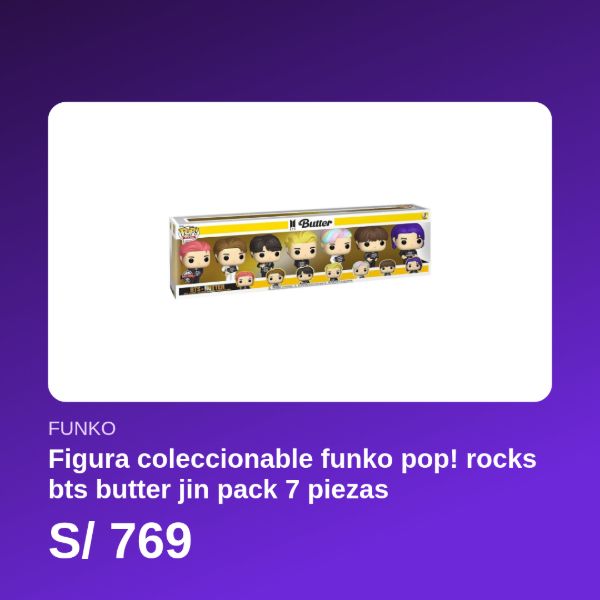 Butter
FUNKO
Figura coleccionable funko pop! rocks
bts butter jin pack 7 piezas
S/ 769